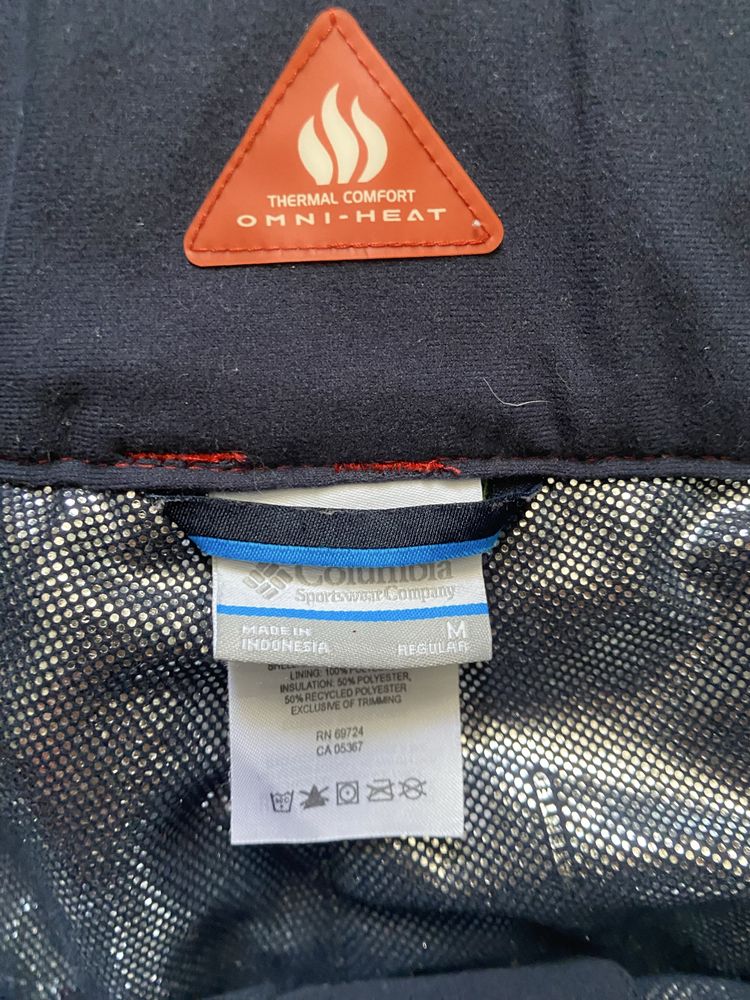 THERMAL COMFORT
OMNI-HEAT
Columbia
Sportswear Company
MADE IN M
INDONESIA REGULAR
LINING: 100% POLYESTER,
INSULATION: 50% POLYESTER,
50% RECYCLED POLYESTER
EXCLUSIVE OF TRIMMING
RN 69724
CA 05367